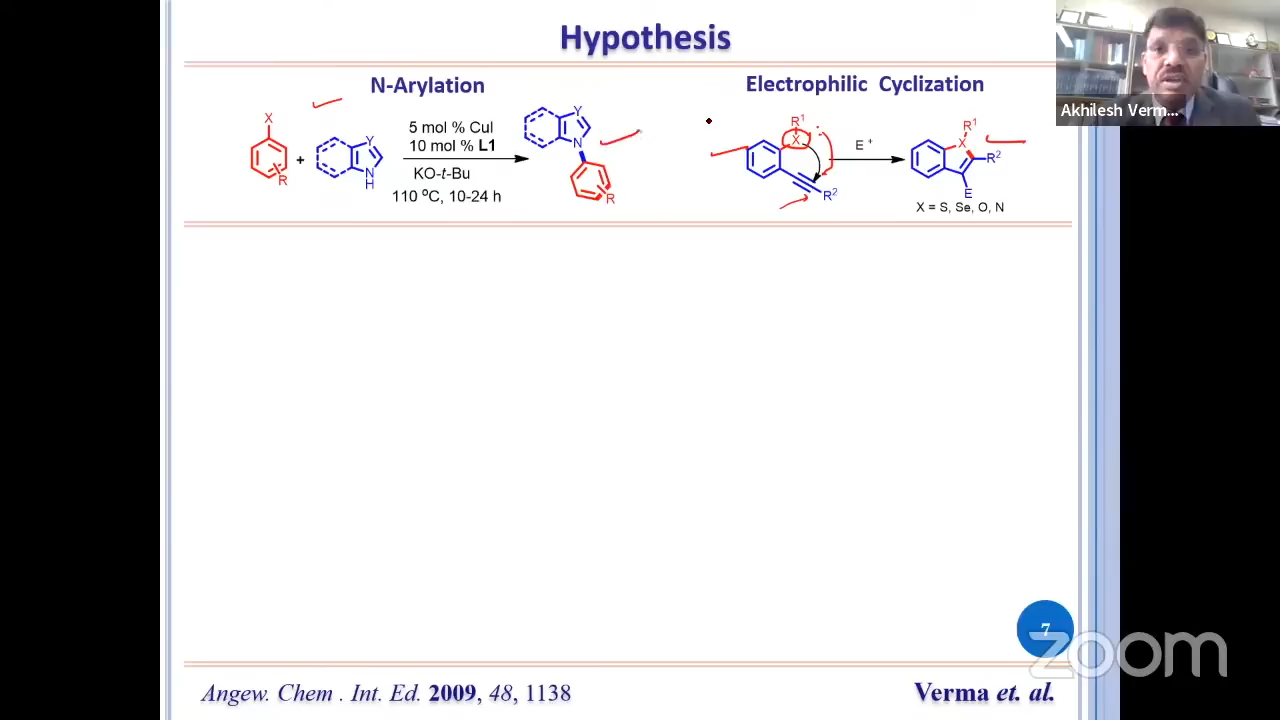 Hypothesis
N-Arylation
Electrophilic Cyclization
Akhilesh Verm...
X
R
+
Y
N
H
5 mol % CuI
10 mol % L1
KO-t-Bu
110 ⁰C, 10-24 h
Y
N
R
R¹
X
R²
E⁺
R¹
X
R²
E
X = S, Se, O, N
7
zoom
Angew. Chem . Int. Ed. 2009, 48, 1138
Verma et. al.